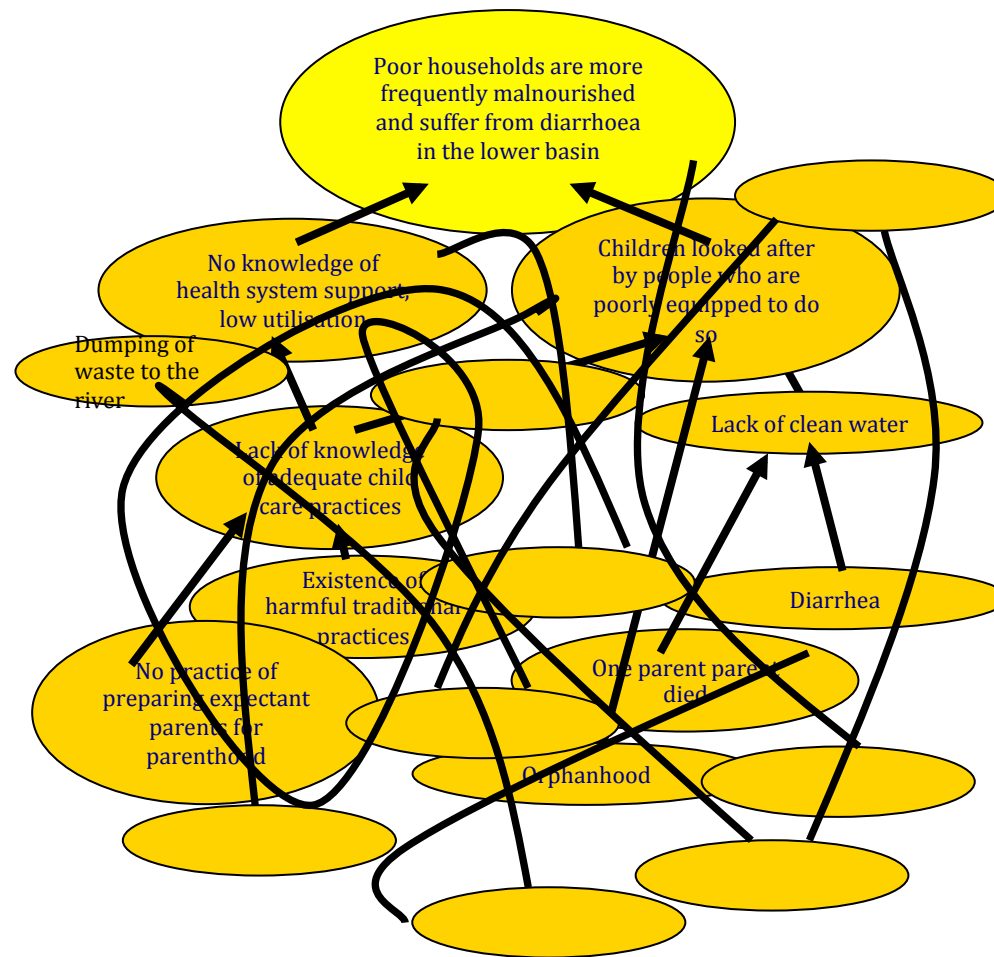 Poor households are more
frequently malnourished
and suffer from diarrhoea
in the lower basin
No knowledge of
health system support,
low utilisation
Children looked after
by people who are
poorly equipped to do
so
Dumping of
waste to the
river
Lack of clean water
Lack of knowledge
of adequate child
care practices
Existence of
harmful traditional
practices
Diarrhea
No practice of
preparing expectant
parents for
parenthood
One parent parent
died
Orphanhood